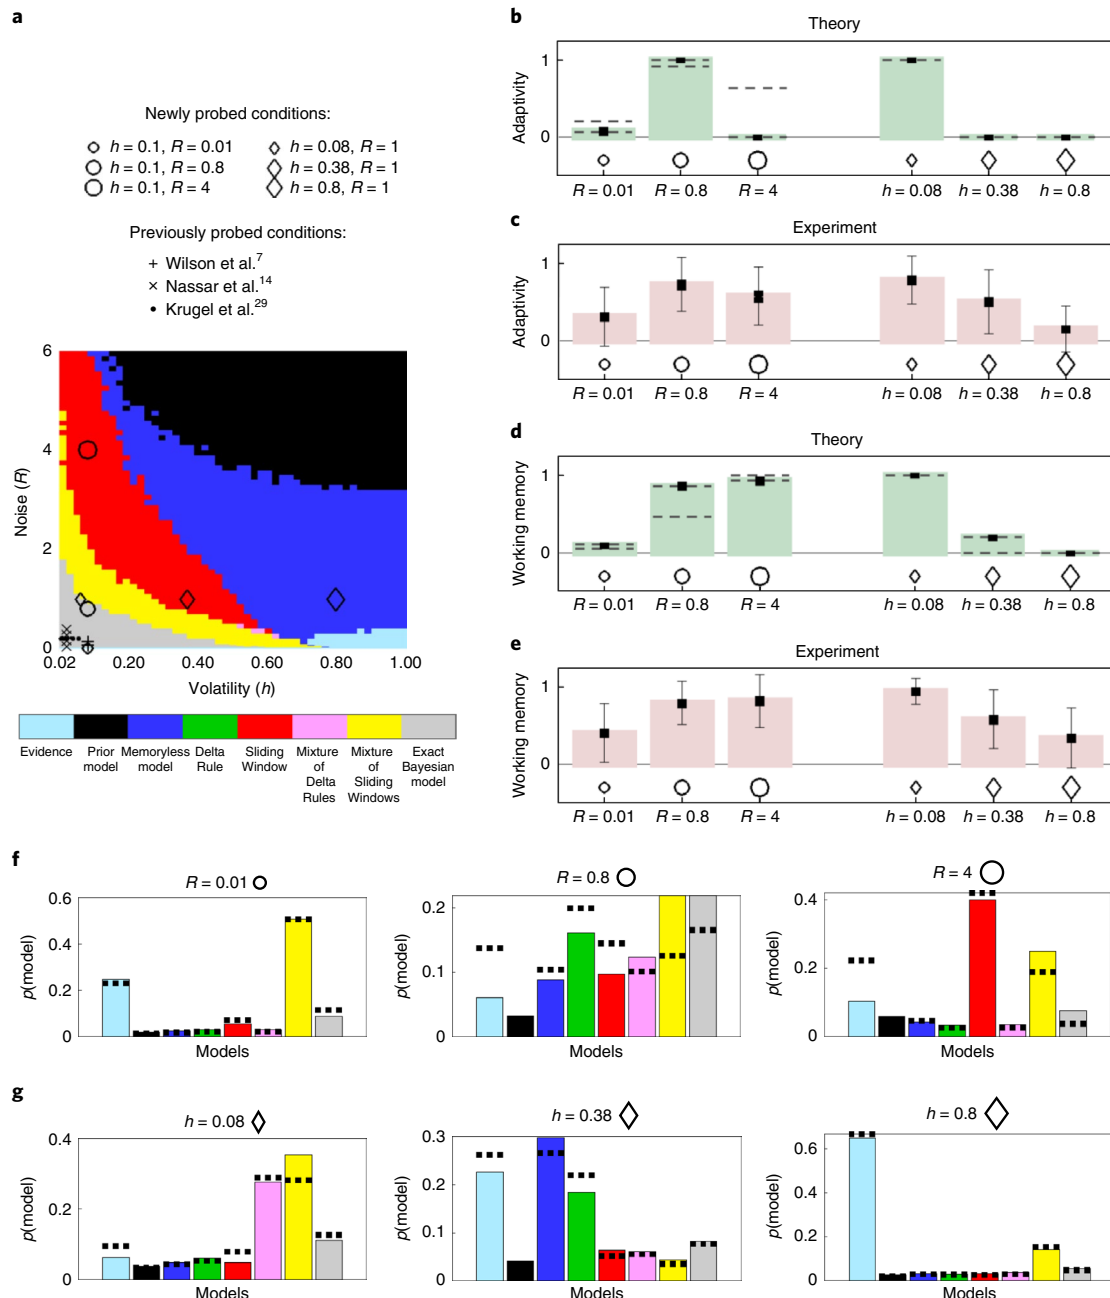 a
Newly probed conditions:
h = 0.1, R = 0.01
h = 0.08, R = 1
h = 0.1, R = 0.8
h = 0.38, R = 1
h = 0.1, R = 4
h = 0.8, R = 1
Previously probed conditions:
+ Wilson et al.7
× Nassar et al.14
• Krugel et al.29
Noise (R)
6
4
2
0
0.02
0.20
0.40
0.60
0.80
1.00
Volatility (h)
Evidence
Prior model
Memoryless model
Delta Rule
Sliding Window
Mixture of Delta Rules
Mixture of Sliding Windows
Exact Bayesian model
b
Theory
Adaptivity
1
0
R = 0.01
R = 0.8
R = 4
h = 0.08
h = 0.38
h = 0.8
c
Experiment
Adaptivity
1
0
R = 0.01
R = 0.8
R = 4
h = 0.08
h = 0.38
h = 0.8
d
Theory
Working memory
1
0
R = 0.01
R = 0.8
R = 4
h = 0.08
h = 0.38
h = 0.8
e
Experiment
Working memory
1
0
R = 0.01
R = 0.8
R = 4
h = 0.08
h = 0.38
h = 0.8
f
R = 0.01
p(model)
0.6
0.4
0.2
0
Models
R = 0.8
p(model)
0.2
0.1
0
Models
R = 4
p(model)
0.4
0.2
0
Models
g
h = 0.08
p(model)
0.4
0.2
0
Models
h = 0.38
p(model)
0.3
0.2
0.1
0
Models
h = 0.8
p(model)
0.6
0.4
0.2
0
Models